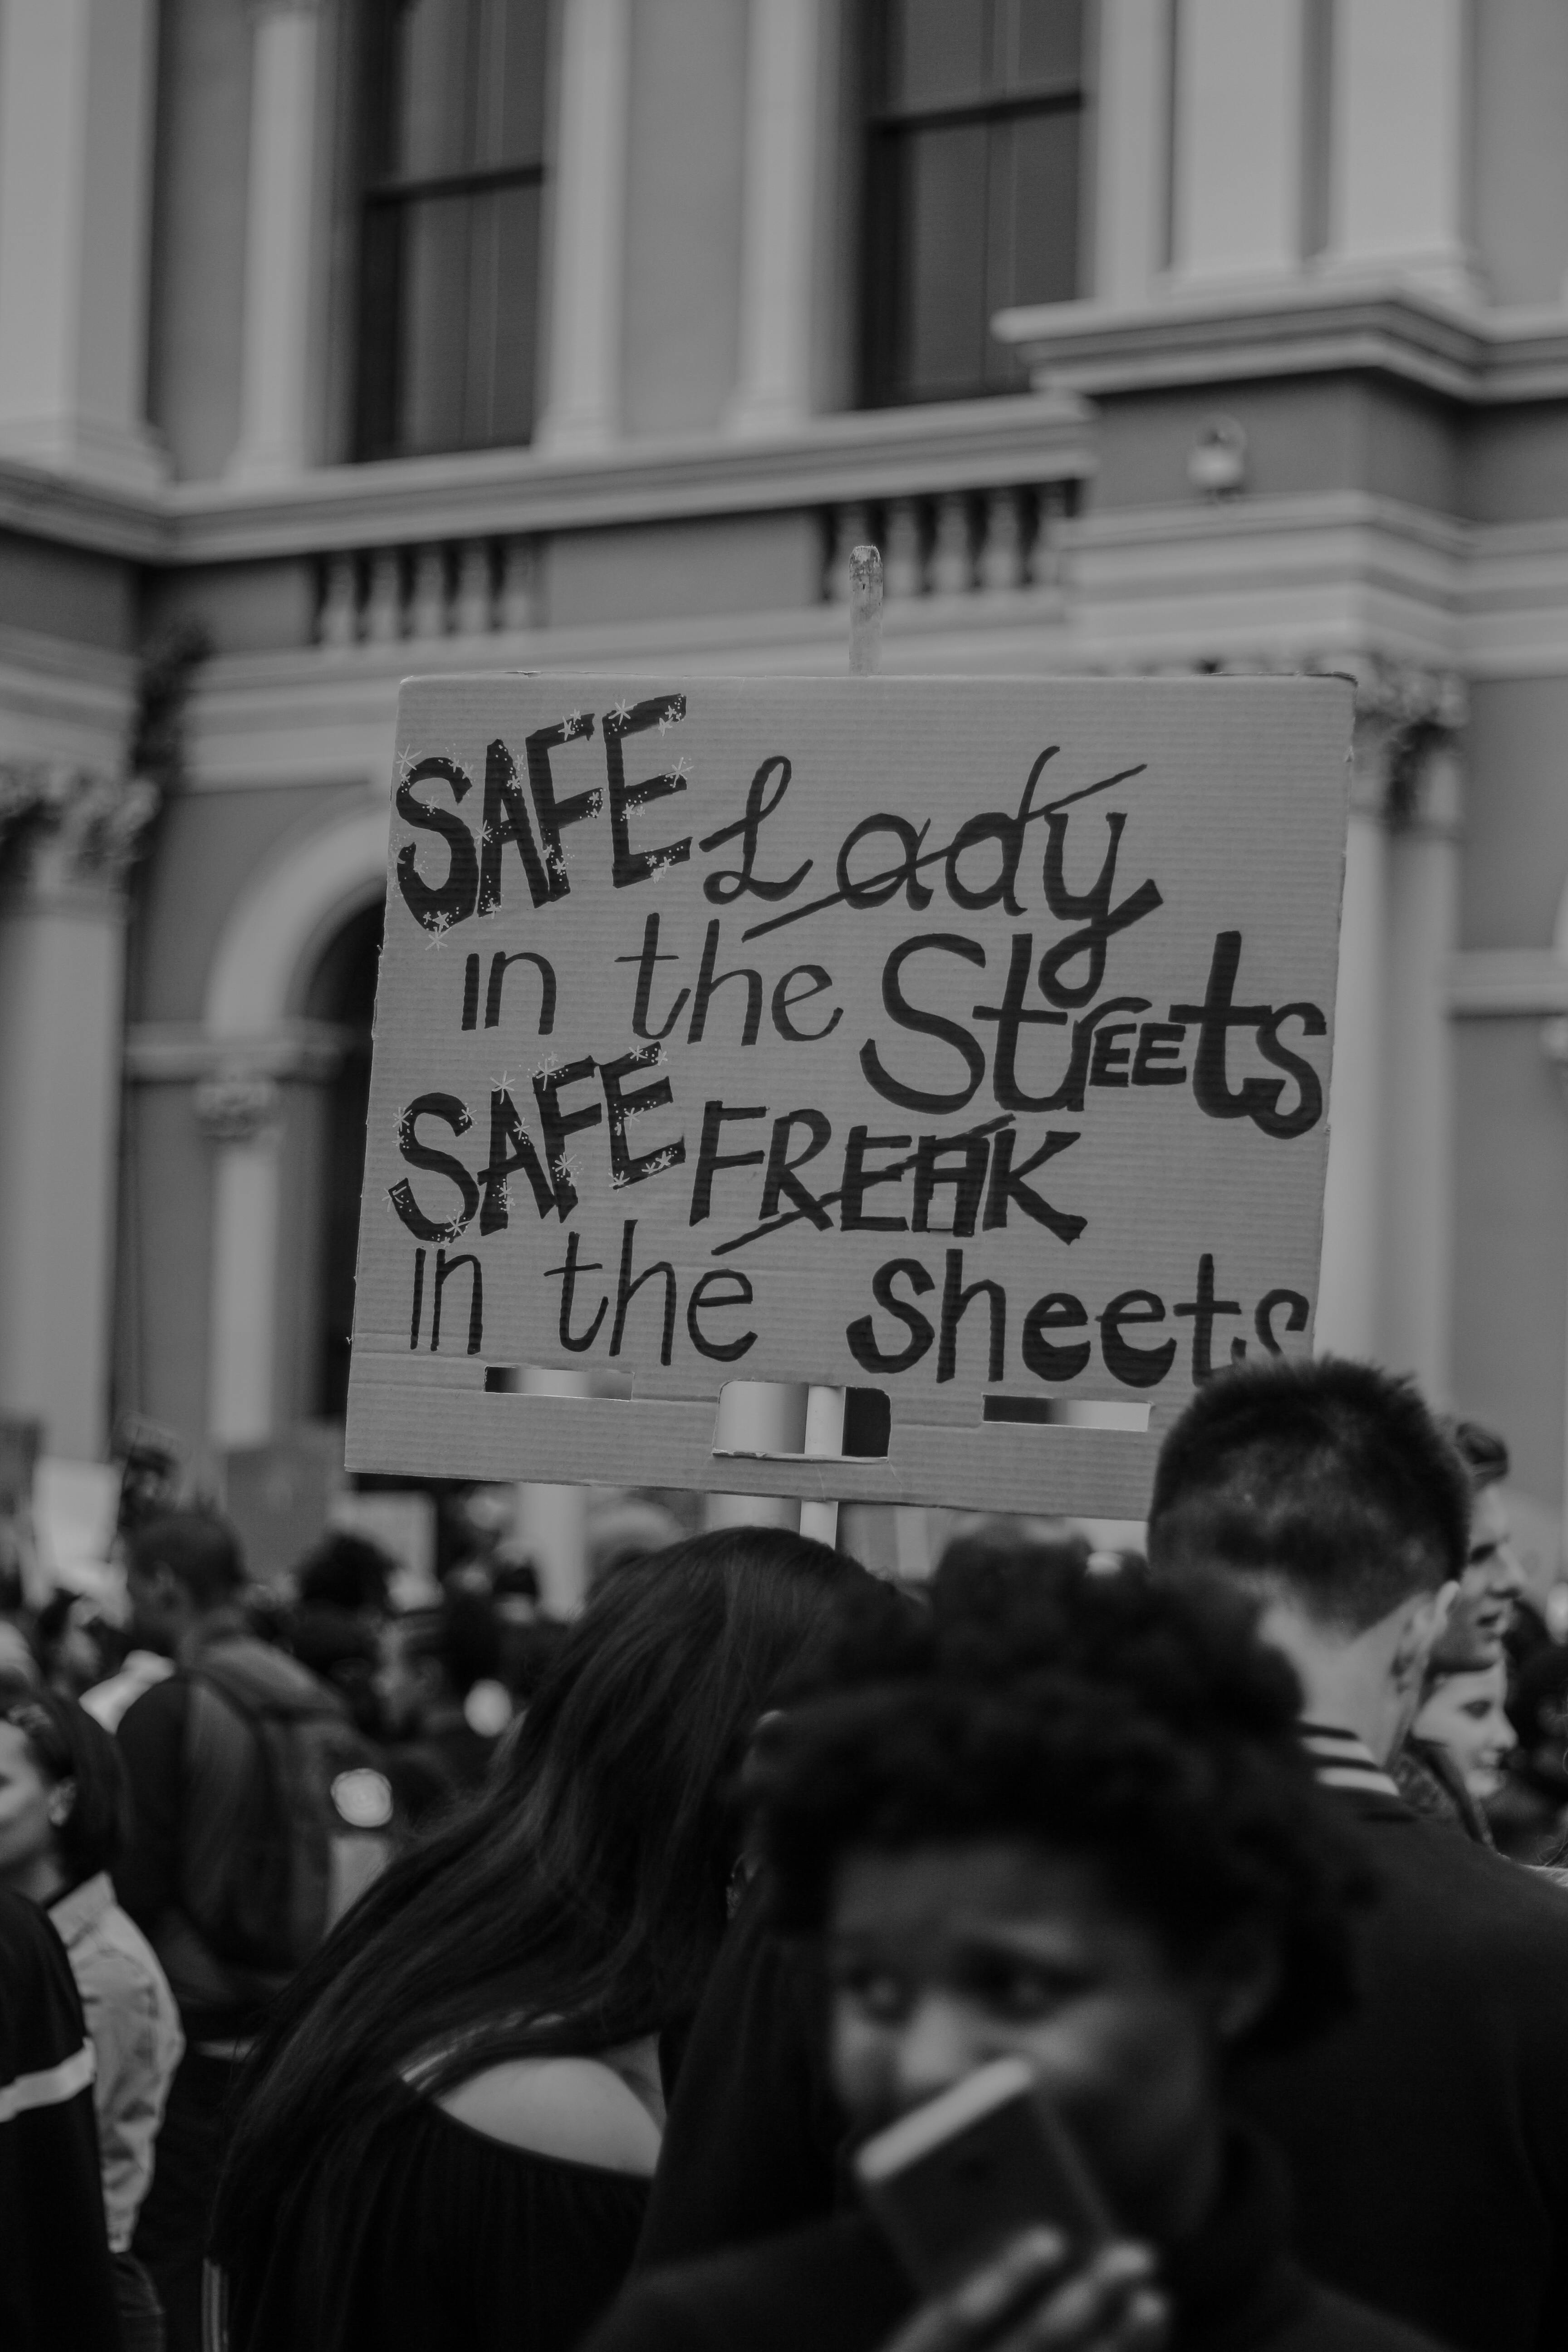 SAFE Lady
in the Streets
SAFE FREAK
in the Sheets